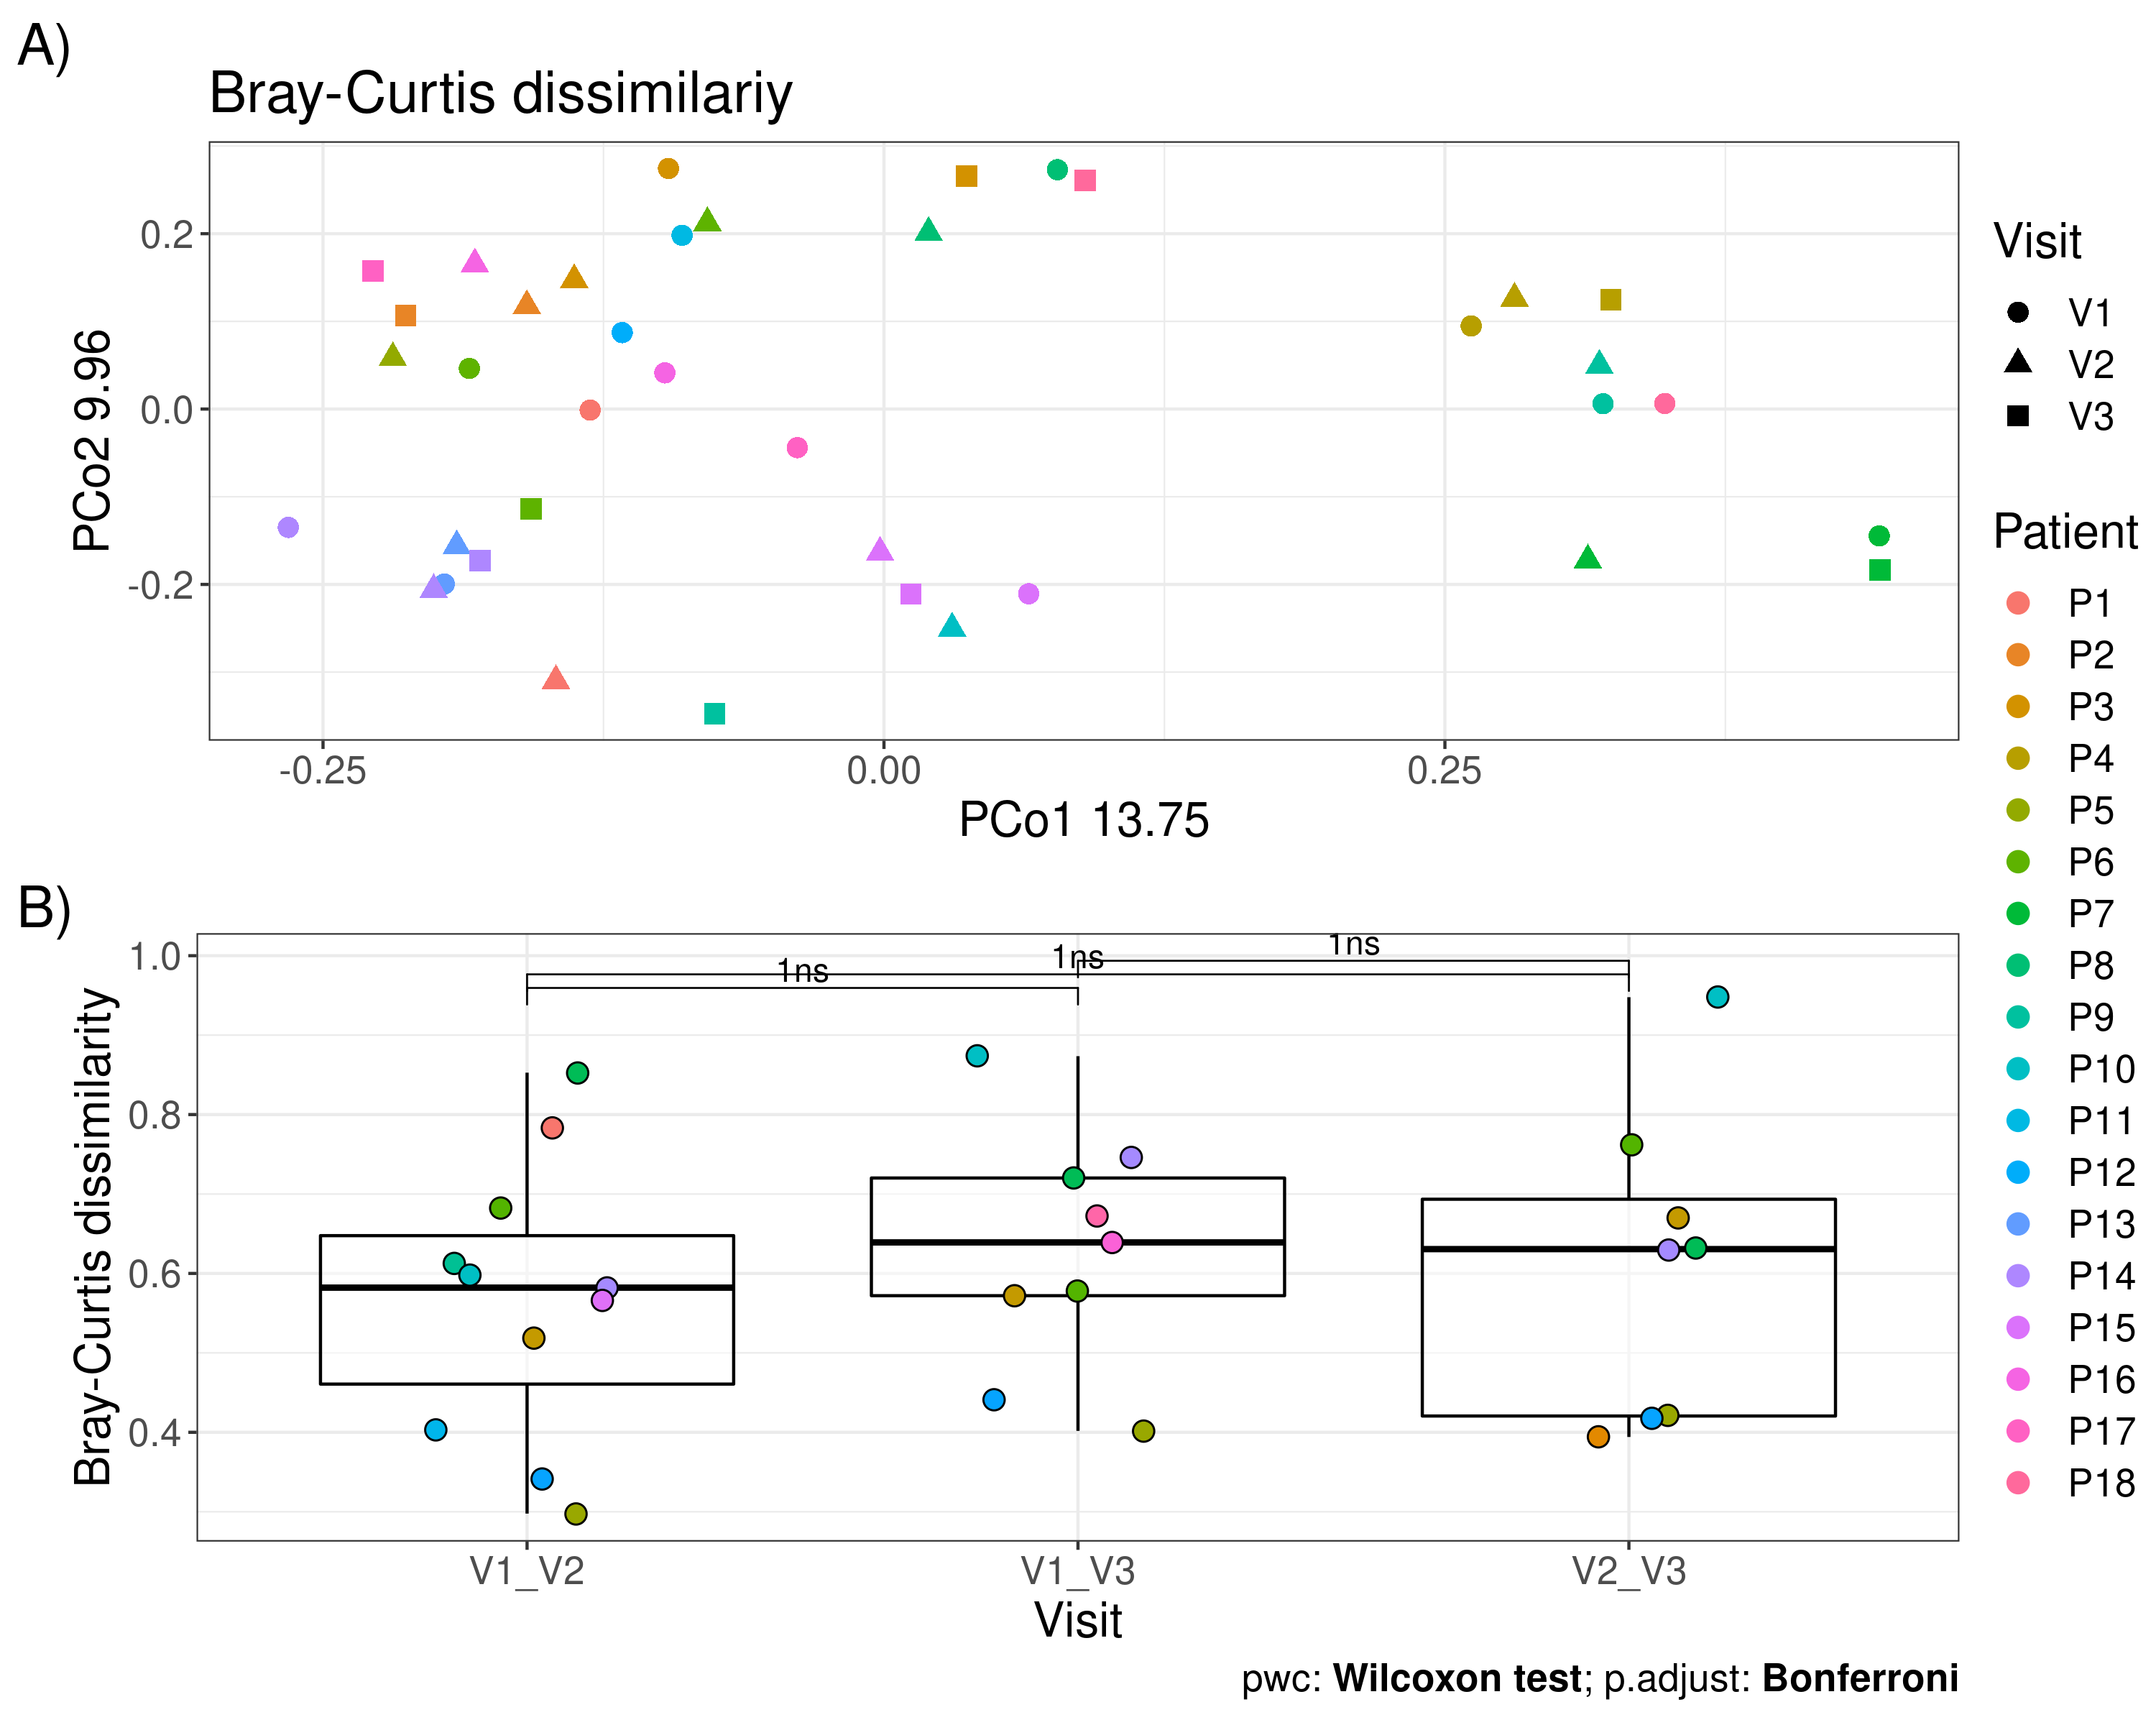 A)
Bray-Curtis dissimilariy
PCo2 9.96
0.2
0.0
-0.2
-0.25 0.00 0.25
PCo1 13.75
Visit
V1
V2
V3
Patient
P1
P2
P3
P4
P5
P6
P7
P8
P9
P10
P11
P12
P13
P14
P15
P16
P17
P18
B)
Bray-Curtis dissimilarity
1.0
0.8
0.6
0.4
1ns
1ns
1ns
V1_V2 V1_V3 V2_V3
Visit
pwc: Wilcoxon test; p.adjust: Bonferroni